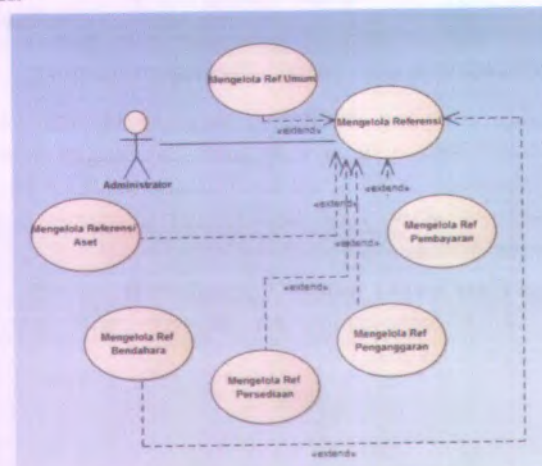 Mengelola Ref Umum
«extend»
Mengelola Referensi
Administrator
«extend»
«extend»
Mengelola Referensi
Aset
Mengelola Ref
Pembayaran
«extend»
«extend»
Mengelola Ref
Bendahara
Mengelola Ref
Persediaan
Mengelola Ref
Penganggaran
«extend»